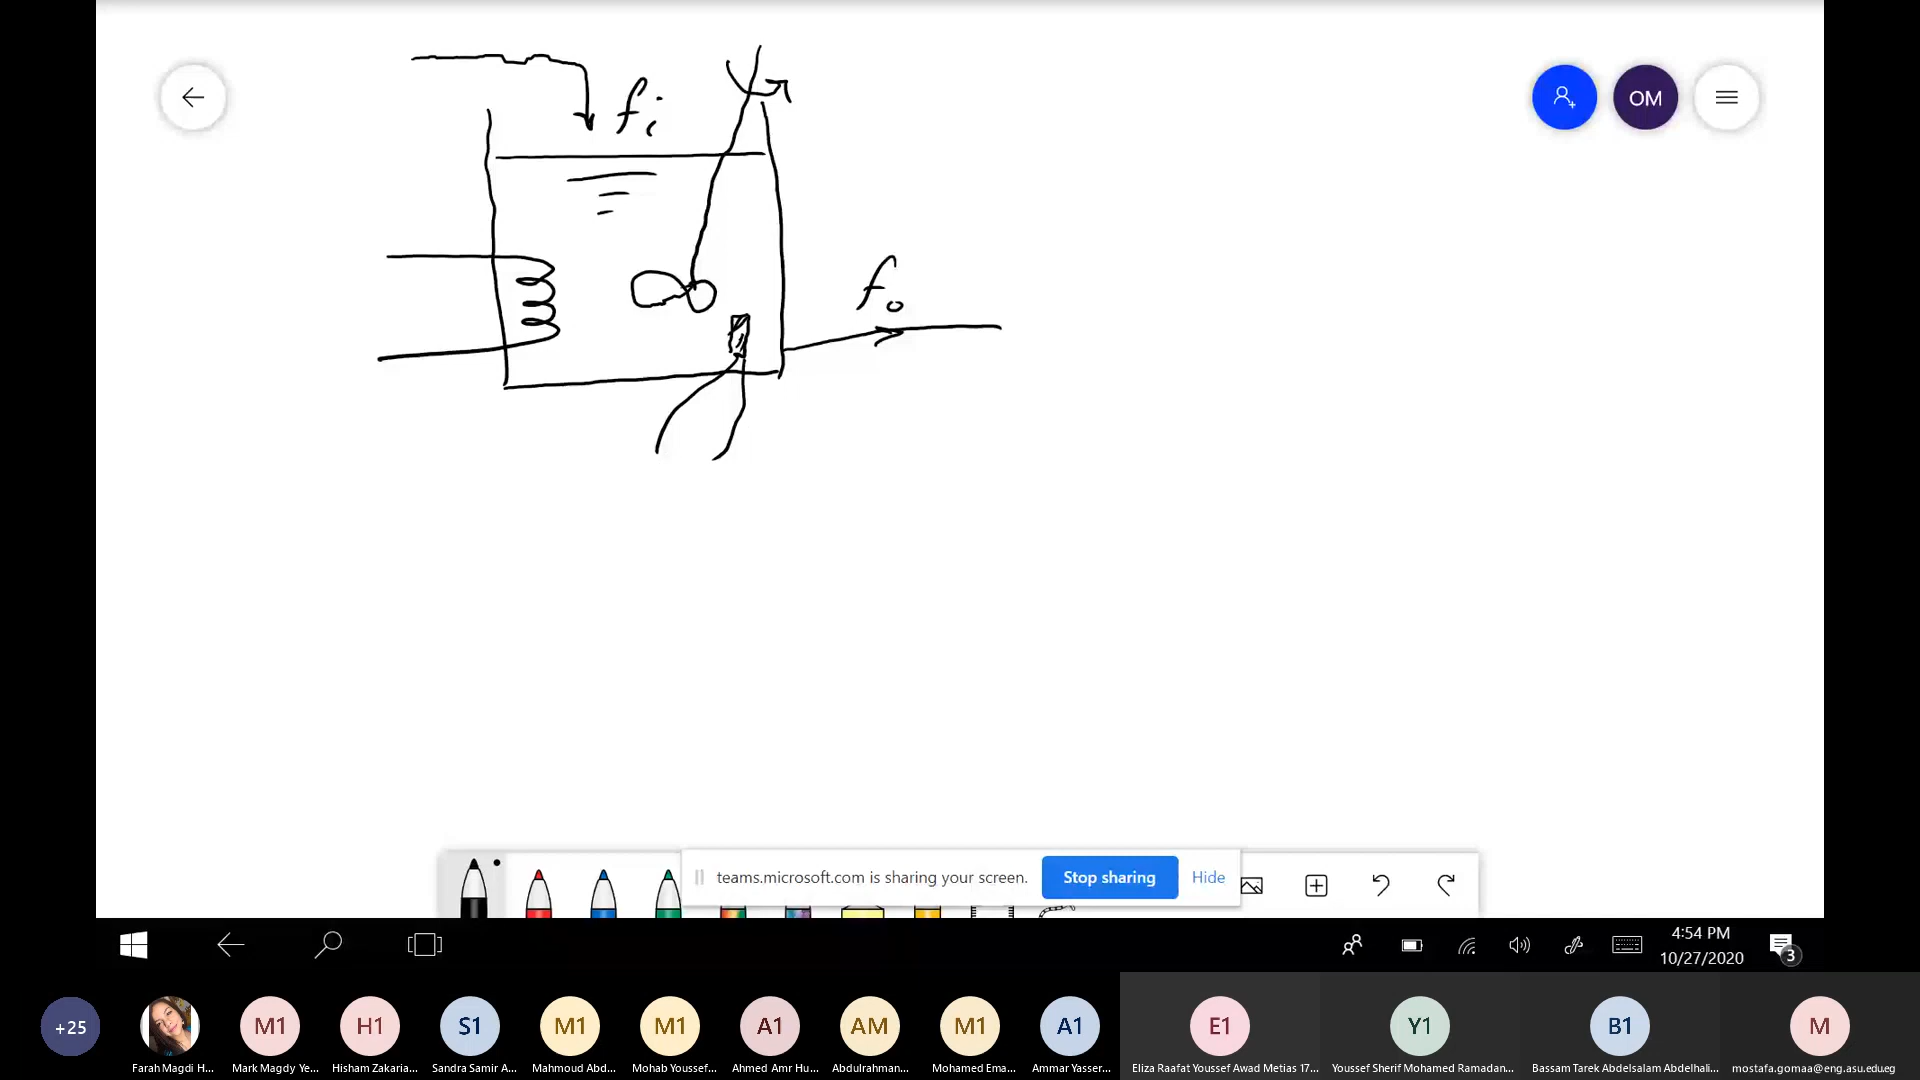 fi
OM
fo
teams.microsoft.com is sharing your screen.
Stop sharing
Hide
4:54 PM
10/27/2020
3
+25
M1
H1
S1
M1
M1
A1
AM
M1
A1
E1
Y1
B1
M
Farah Magdi H...
Mark Magdy Ye...
Hisham Zakaria...
Sandra Samir A...
Mahmoud Abd...
Mohab Youssef...
Ahmed Amr Hu...
Abdulrahman...
Mohamed Ema...
Ammar Yasser...
Eliza Raafat Youssef Awad Metias 17...
Youssef Sherif Mohamed Ramadan...
Bassam Tarek Abdelsalam Abdelhali...
mostafa.gomaa@eng.asu.edu.eg